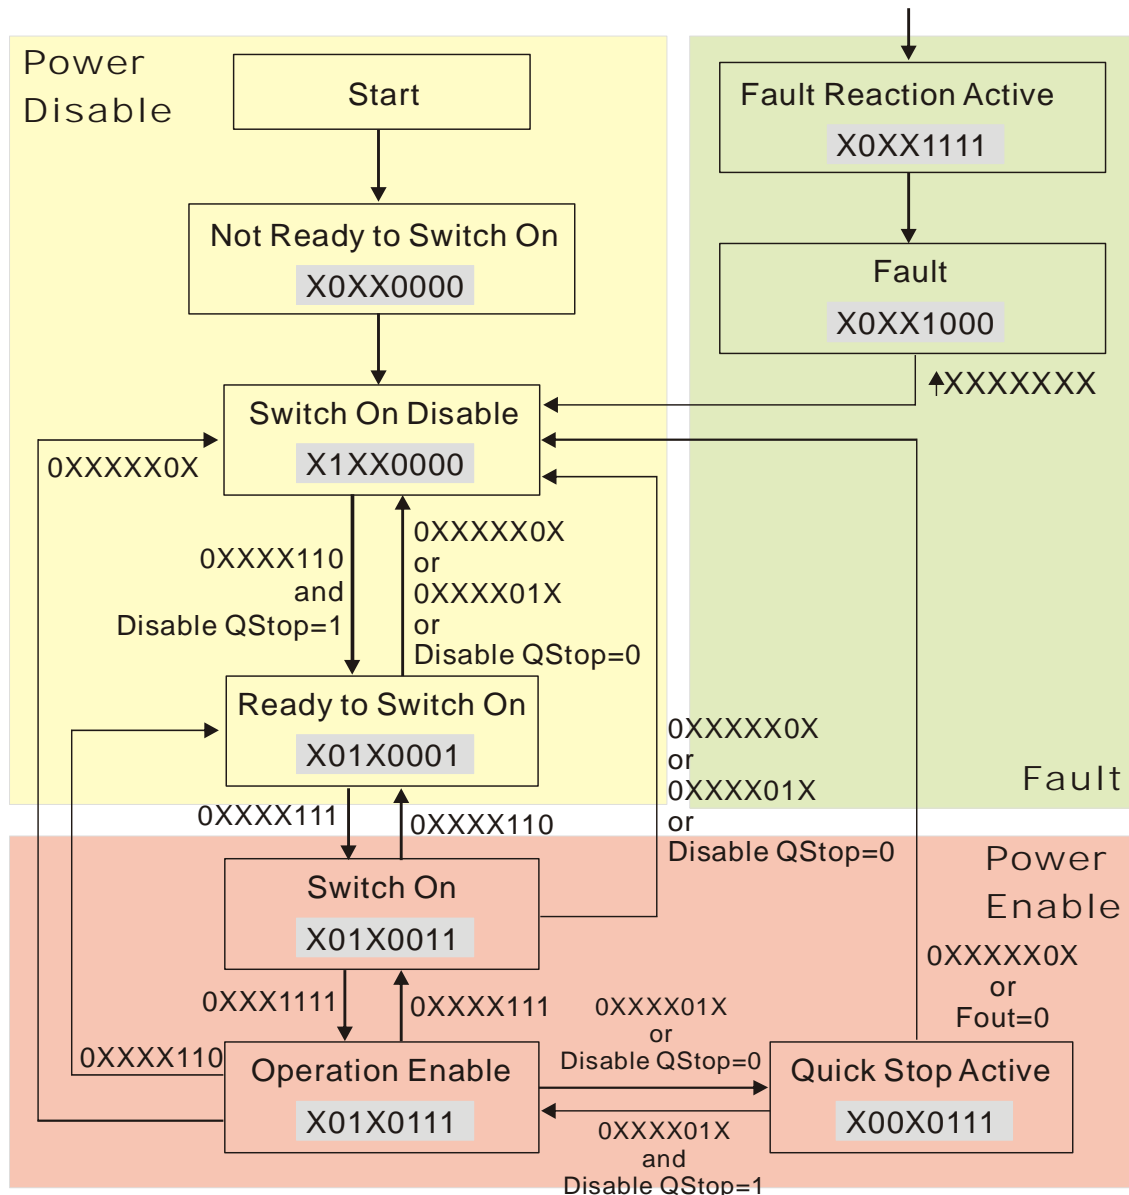 Power
Disable
Start
Not Ready to Switch On
X0XX0000
Switch On Disable
X1XX0000
0XXXXX0X
0XXXX110
and
Disable QStop=1
0XXXXX0X
or
0XXXX01X
or
Disable QStop=0
Ready to Switch On
X01X0001
0XXXX111
0XXXX110
Fault Reaction Active
X0XX1111
Fault
X0XX1000
XXXXXXX
Fault
0XXXXX0X
or
0XXXX01X
or
Disable QStop=0
Power
Enable
Switch On
X01X0011
0XXX1111
0XXXX111
0XXXX110
Operation Enable
X01X0111
0XXXX01X
or
Disable QStop=0
0XXXX01X
and
Disable QStop=1
0XXXXX0X
or
Fout=0
Quick Stop Active
X00X0111